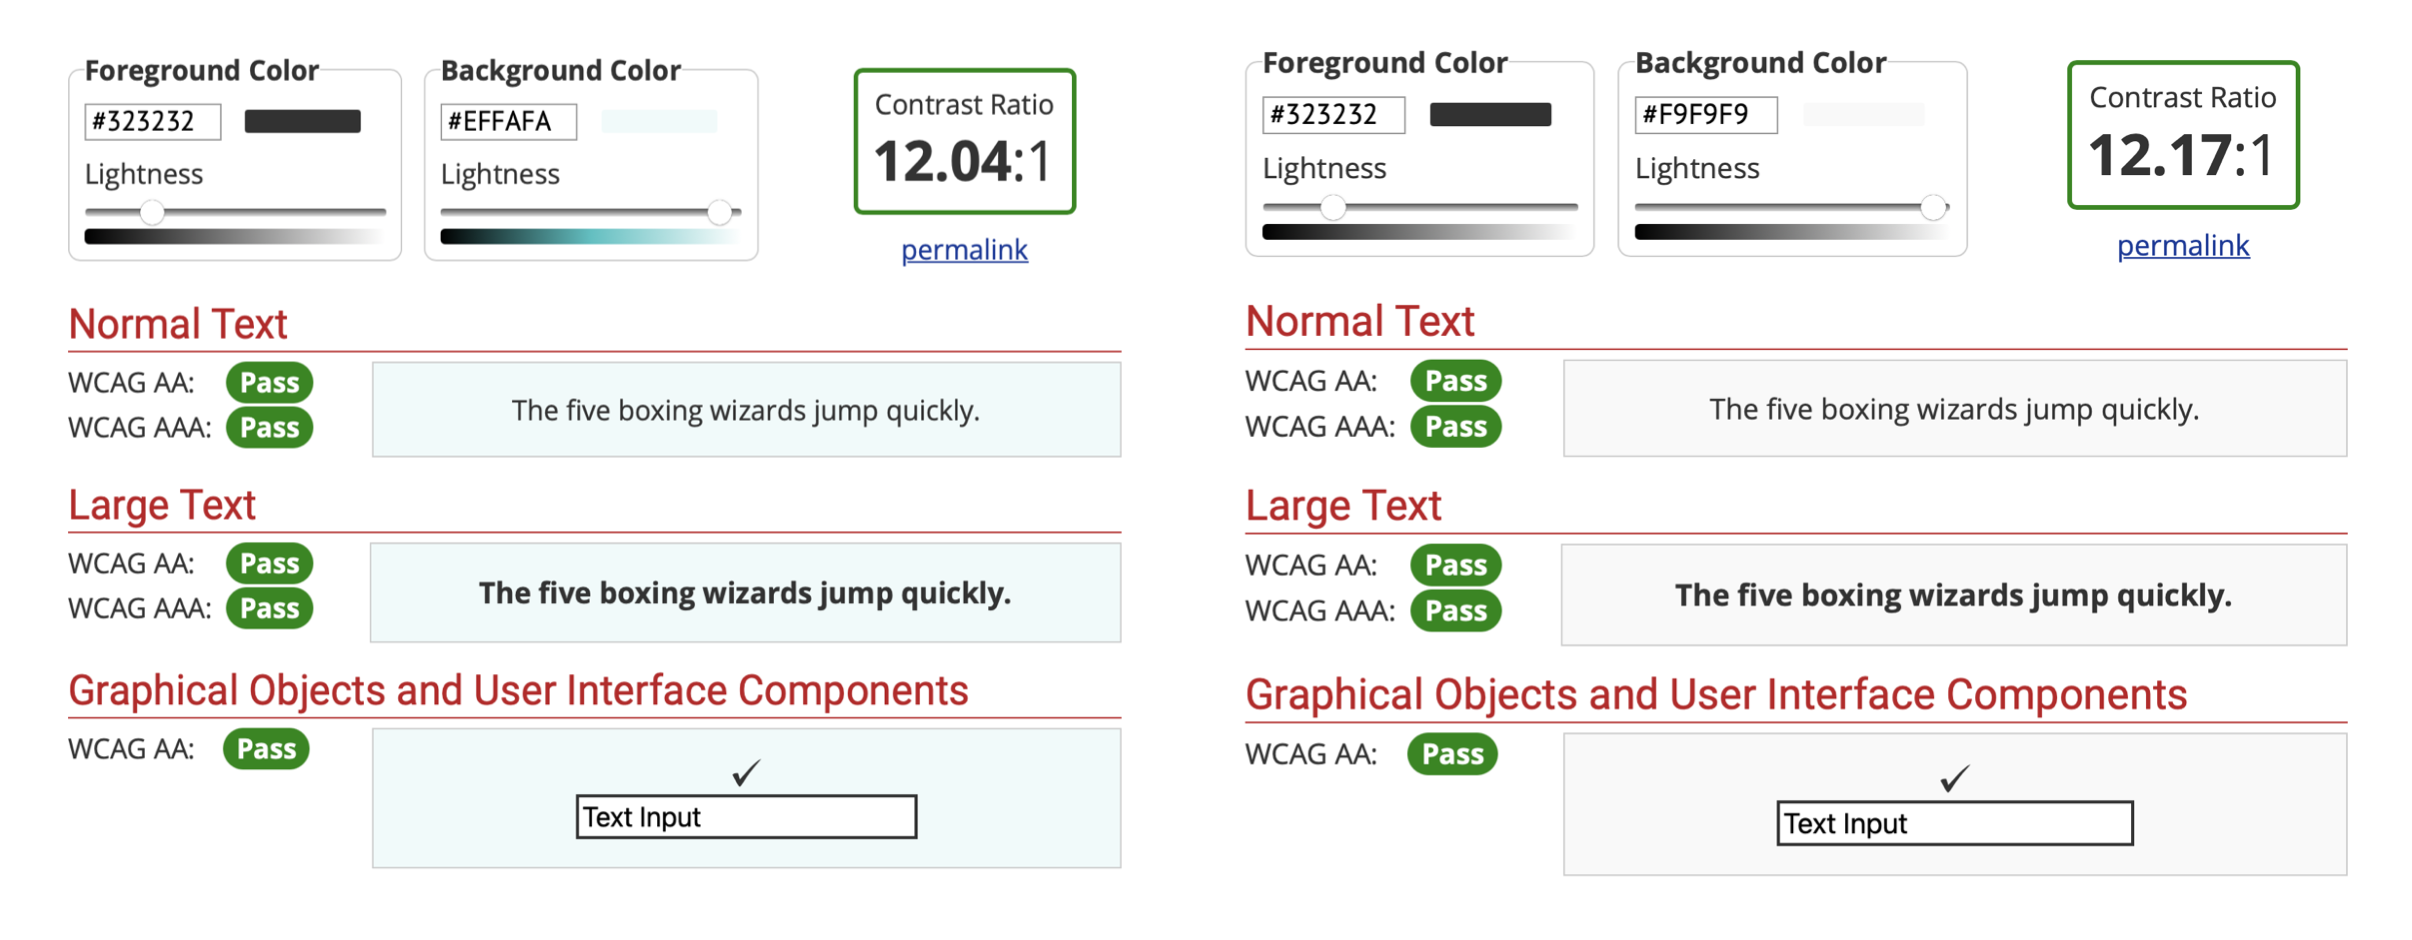 Foreground Color
#323232
Lightness
Background Color
#EFFAFA
Lightness
Contrast Ratio
12.04:1
permalink
Normal Text
WCAG AA: Pass
WCAG AAA: Pass
The five boxing wizards jump quickly.
Large Text
WCAG AA: Pass
WCAG AAA: Pass
The five boxing wizards jump quickly.
Graphical Objects and User Interface Components
WCAG AA: Pass
✓
Text Input
Foreground Color
#323232
Lightness
Background Color
#F9F9F9
Lightness
Contrast Ratio
12.17:1
permalink
Normal Text
WCAG AA: Pass
WCAG AAA: Pass
The five boxing wizards jump quickly.
Large Text
WCAG AA: Pass
WCAG AAA: Pass
The five boxing wizards jump quickly.
Graphical Objects and User Interface Components
WCAG AA: Pass
✓
Text Input